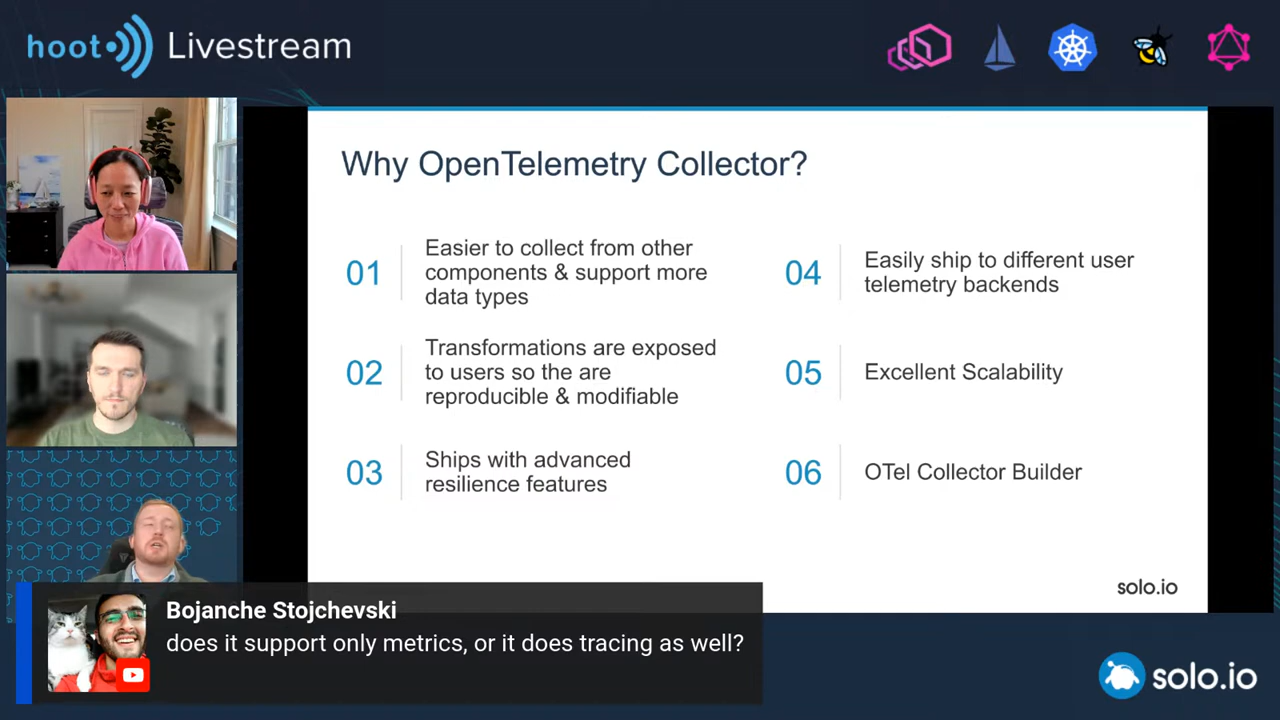 hoot Livestream
Why OpenTelemetry Collector?
01
Easier to collect from other
components & support more
data types
02
Transformations are exposed
to users so the are
reproducible & modifiable
03
Ships with advanced
resilience features
04
Easily ship to different user
telemetry backends
05
Excellent Scalability
06
OTel Collector Builder
solo.io
Bojanche Stojchevski
does it support only metrics, or it does tracing as well?
solo.io